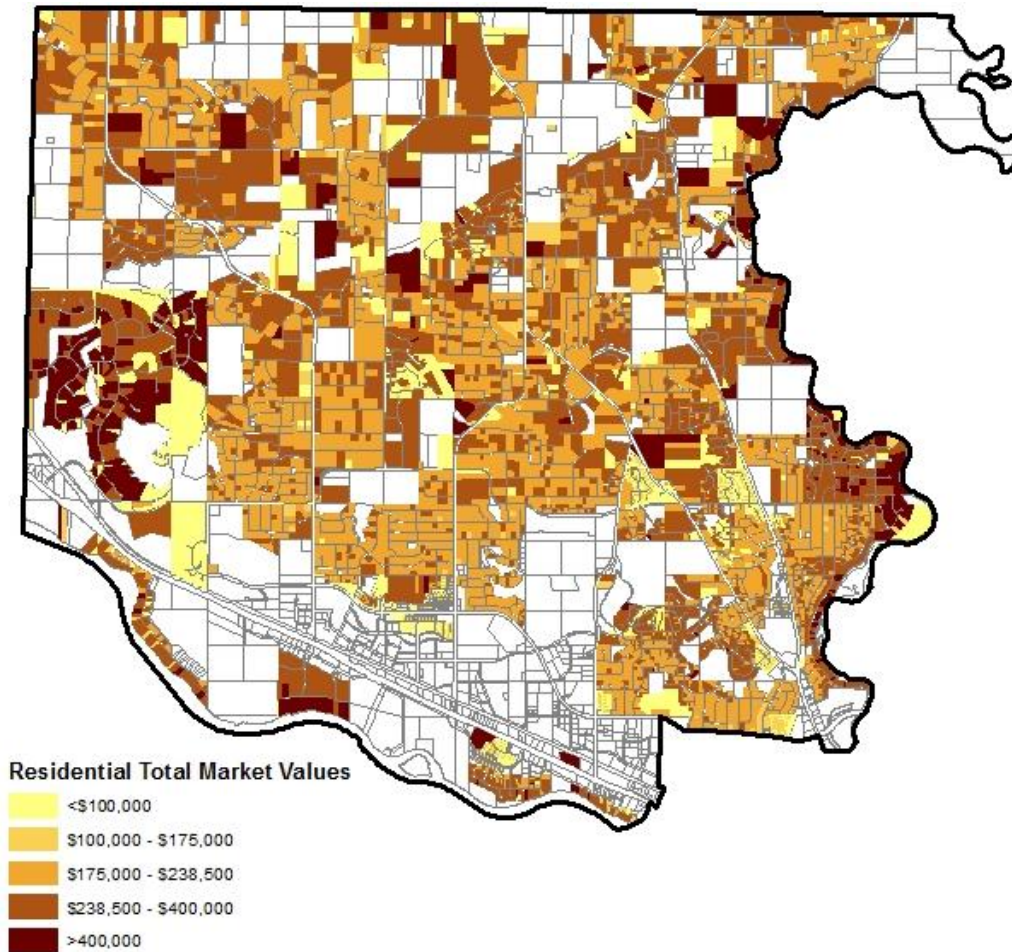 Residential Total Market Values
<$100,000
$100,000 - $175,000
$175,000 - $238,500
$238,500 - $400,000
>400,000